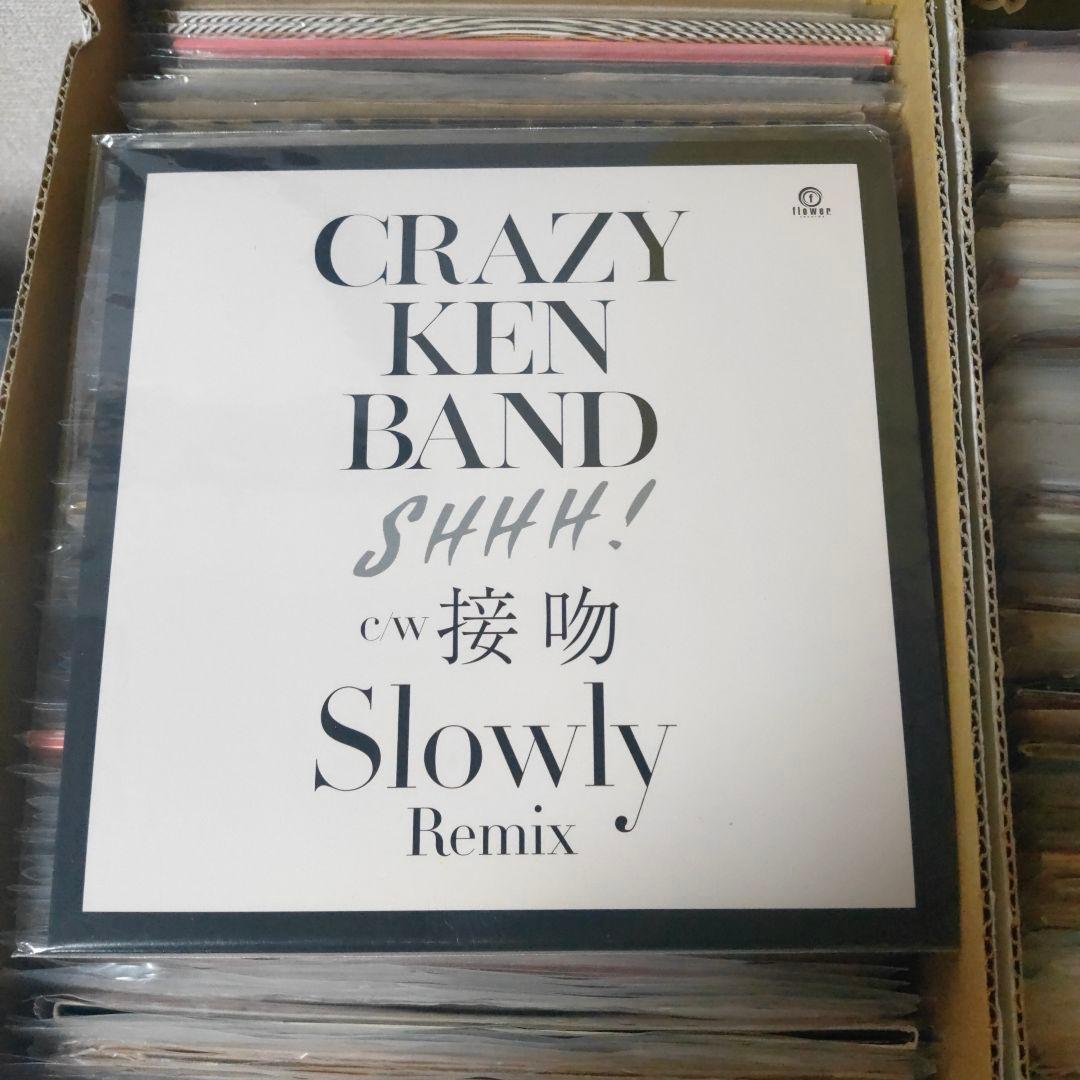 flower
CRAZY
KEN
BAND
SHHH!
c/w 接吻
Slowly
Remix